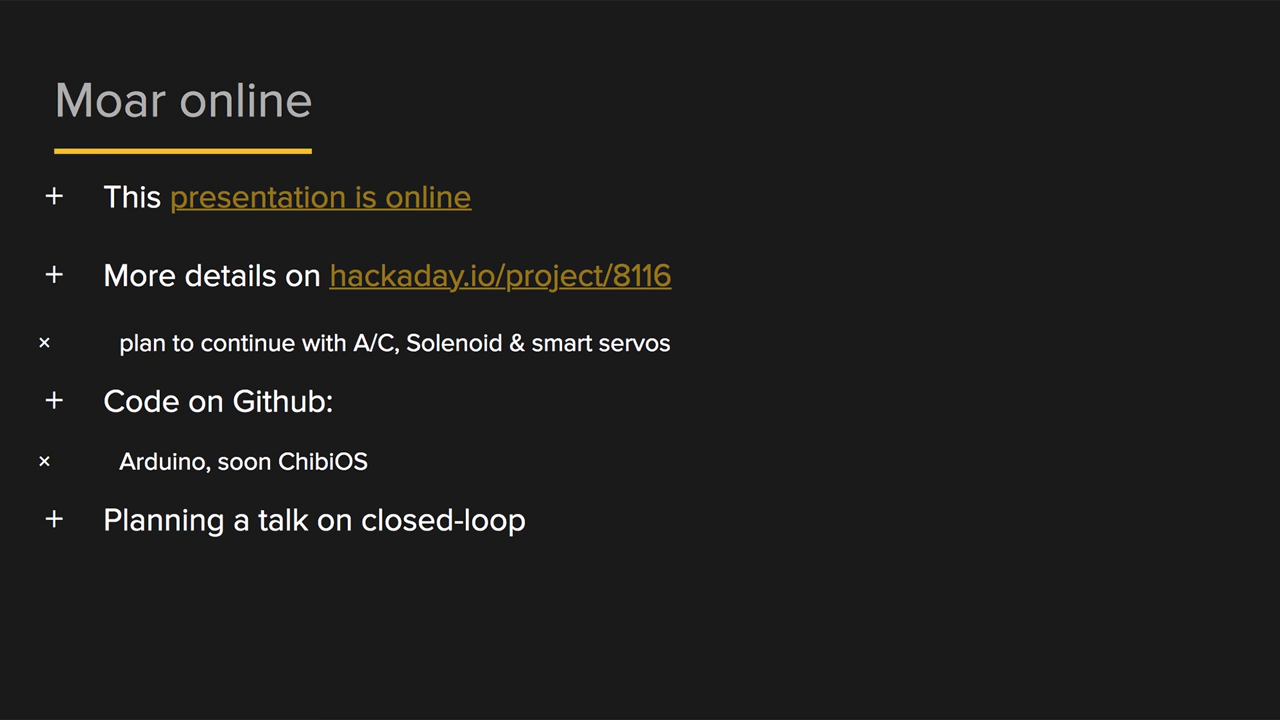 Moar online
+ This presentation is online
+ More details on hackaday.io/project/8116
× plan to continue with A/C, Solenoid & smart servos
+ Code on Github:
× Arduino, soon ChibiOS
+ Planning a talk on closed-loop